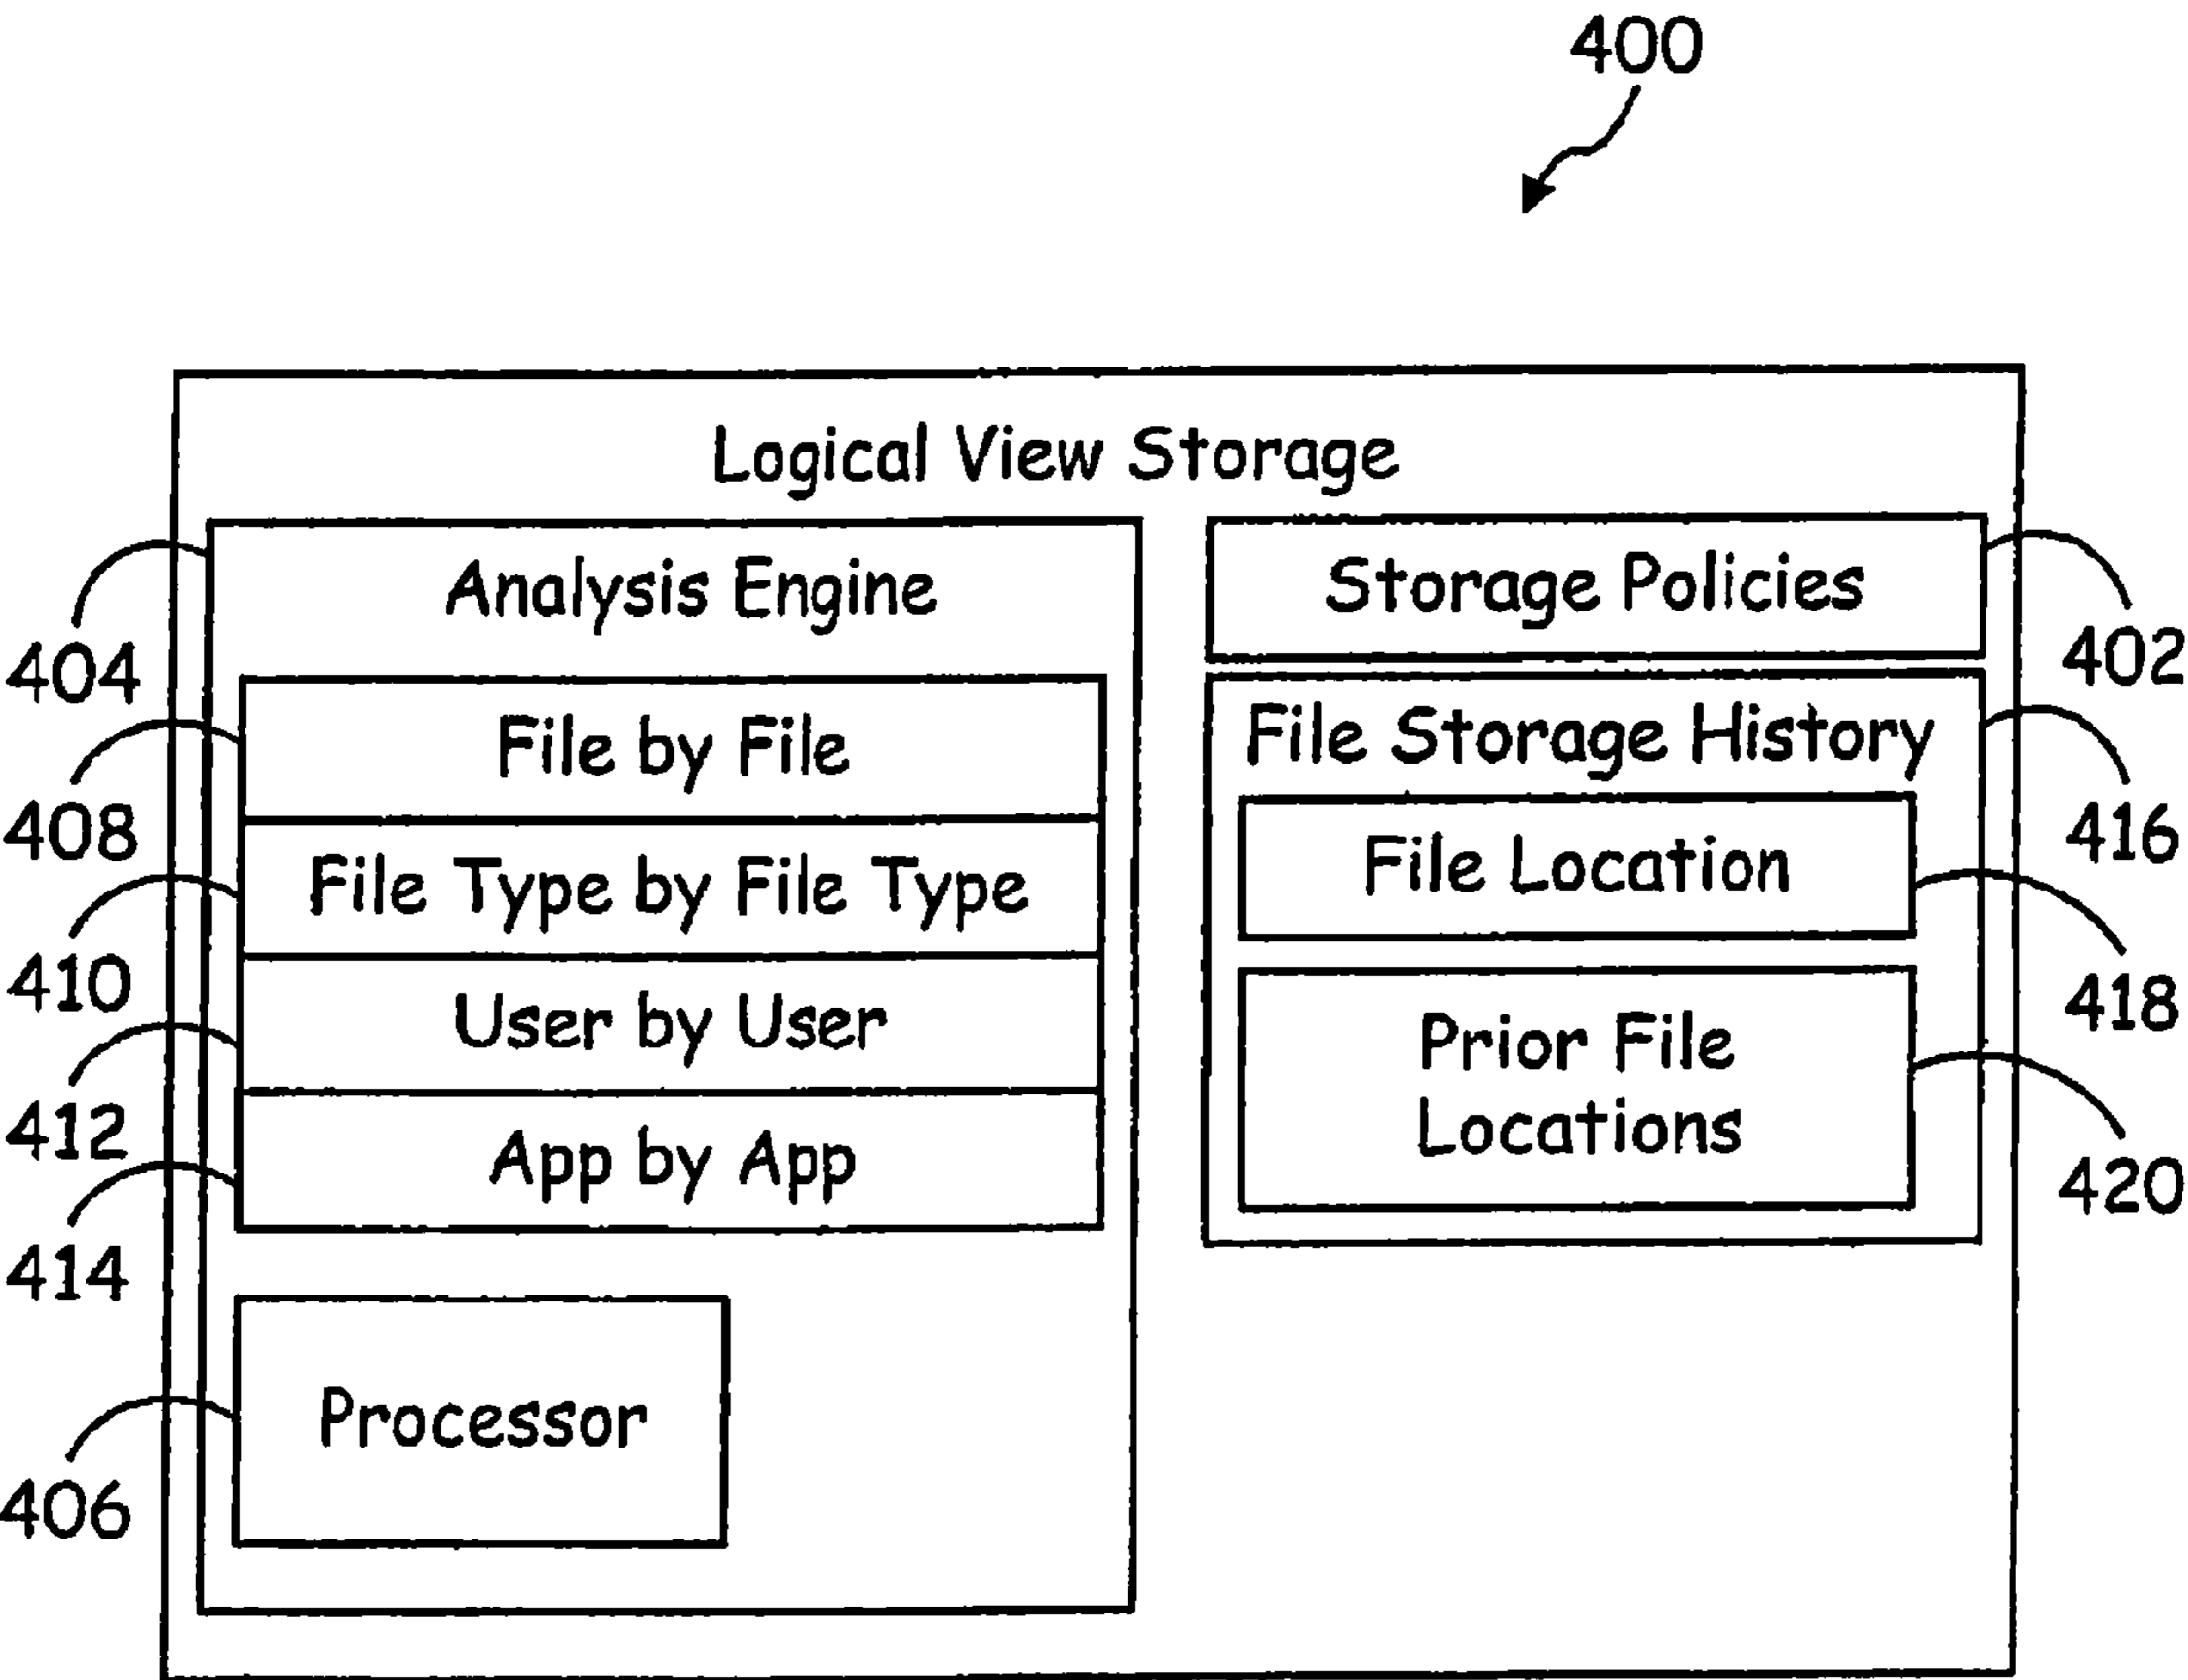 400
Logical View Storage
Analysis Engine
404
File by File
408
File Type by File Type
410
User by User
412
App by App
414
Processor
406
Storage Policies
402
File Storage History
416
File Location
418
Prior File
Locations
420